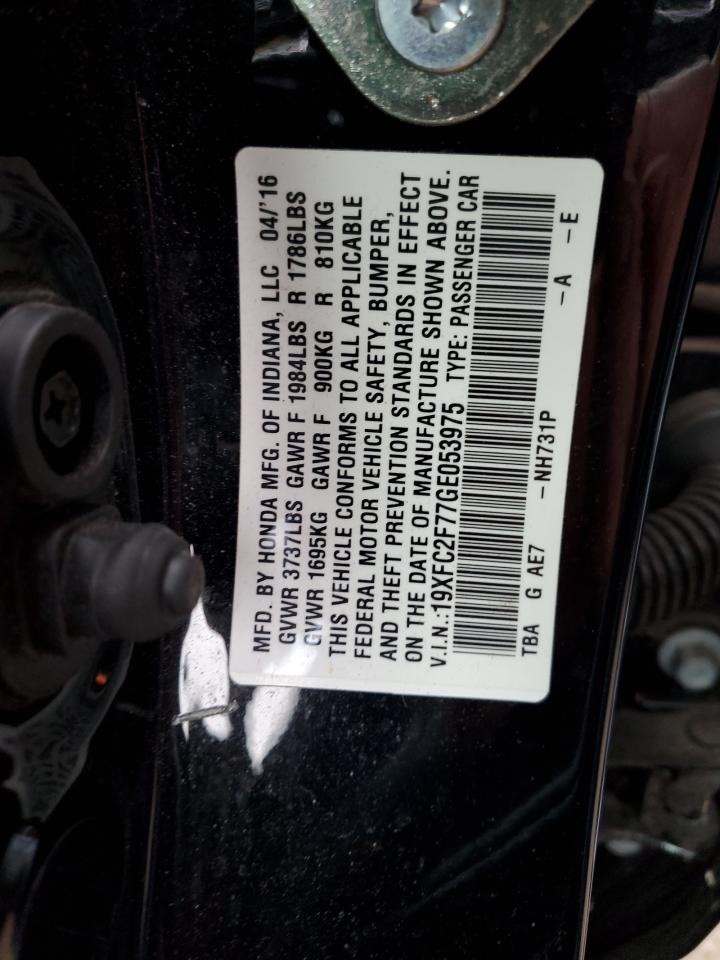 MFD. BY HONDA MFG. OF INDIANA, LLC 04/'16
GVWR 3737LBS GAWR F 1984LBS R 1786LBS
GVWR 1695KG GAWR F 900KG R 810KG
THIS VEHICLE CONFORMS TO ALL APPLICABLE
FEDERAL MOTOR VEHICLE SAFETY, BUMPER,
AND THEFT PREVENTION STANDARDS IN EFFECT
ON THE DATE OF MANUFACTURE SHOWN ABOVE.
V.I.N.:19XFC2F77GE053975 TYPE: PASSENGER CAR
TBA G AE7 -NH731P -A -E